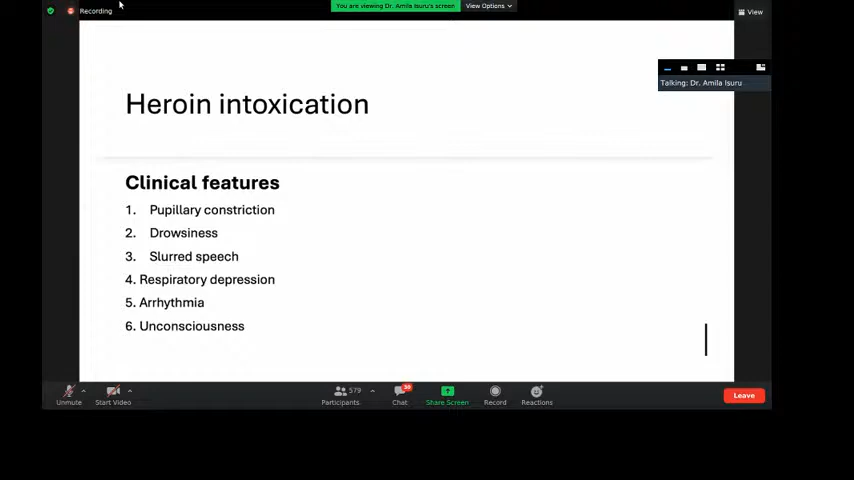 Recording
You are viewing Dr. Amila Isuru's screen
View Options
View
Talking: Dr. Amila Isuru
Heroin intoxication
Clinical features
1. Pupillary constriction
2. Drowsiness
3. Slurred speech
4. Respiratory depression
5. Arrhythmia
6. Unconsciousness
Unmute
Start Video
579
Participants
30
Chat
Share Screen
Record
Reactions
Leave